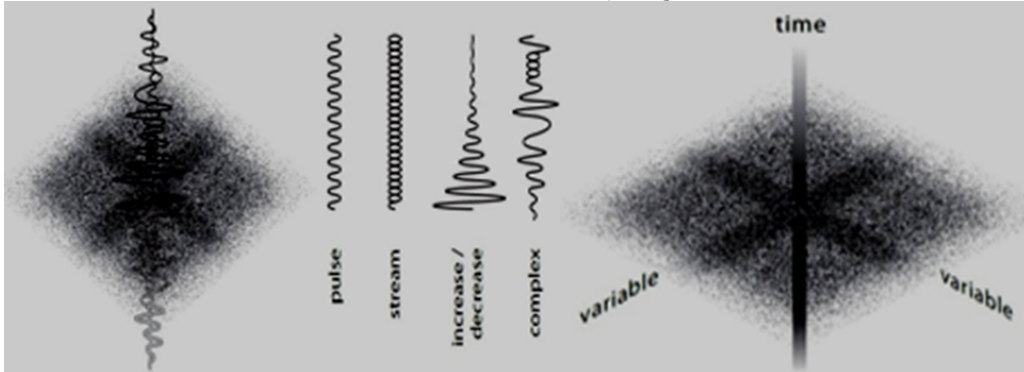 pulse
stream
increase /
decrease
complex
time
variable
variable